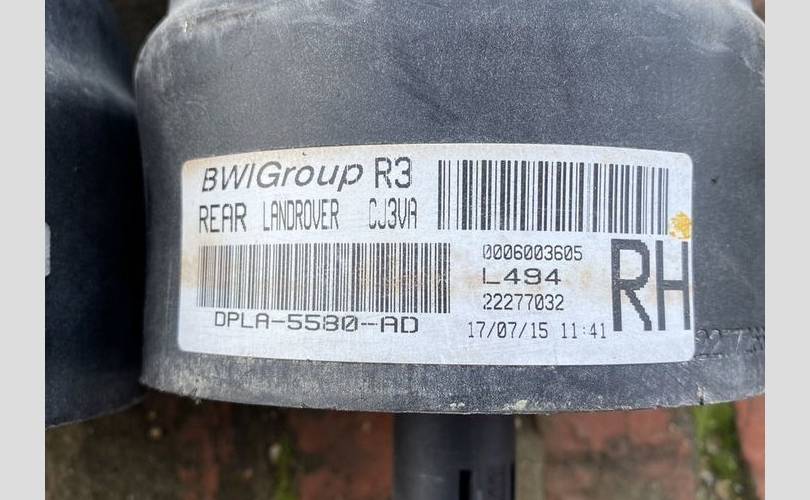 BWIGroup R3
REAR LANDROVER CJ3VA
0006003605
L494
22277032
RH
DPLA-5580-AD
17/07/15 11:41